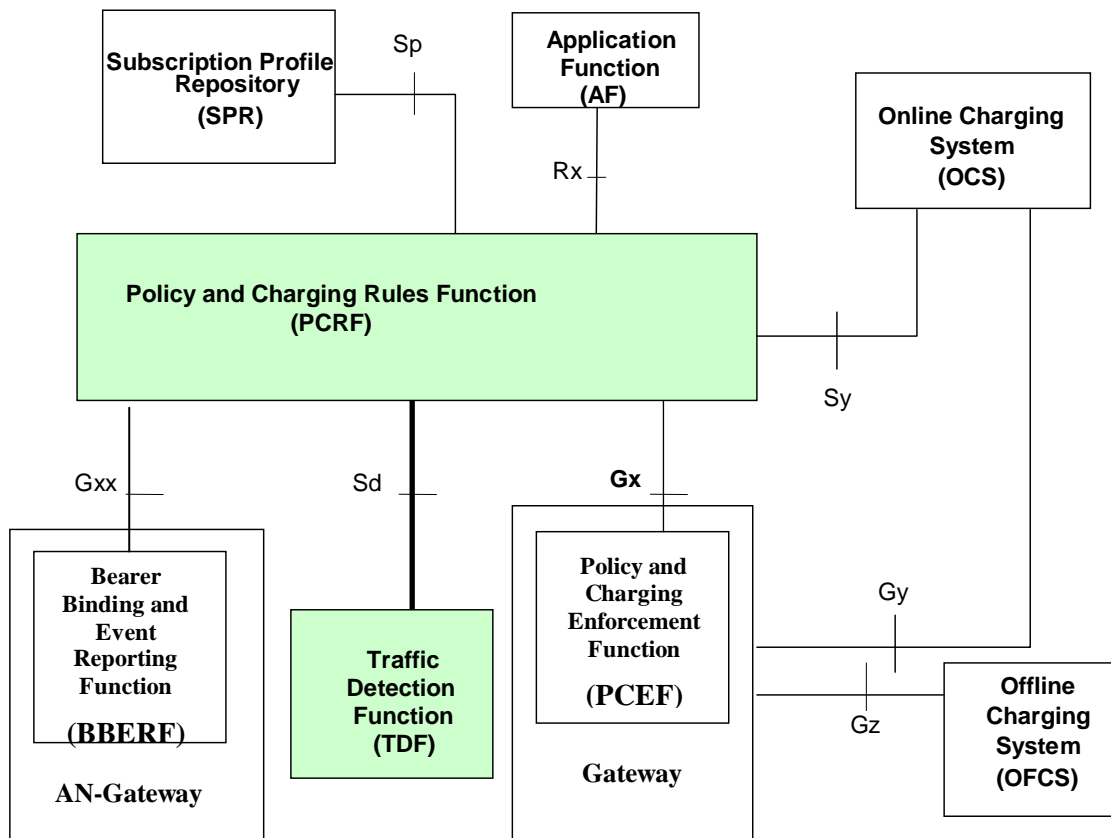 Subscription Profile
Repository
(SPR)
Sp
Application
Function
(AF)
Rx
Online Charging
System
(OCS)
Policy and Charging Rules Function
(PCRF)
Sy
Gxx
Sd
Gx
Bearer
Binding and
Event
Reporting
Function
(BBERF)
AN-Gateway
Traffic
Detection
Function
(TDF)
Policy and
Charging
Enforcement
Function
(PCEF)
Gateway
Gy
Gz
Offline
Charging
System
(OFCS)